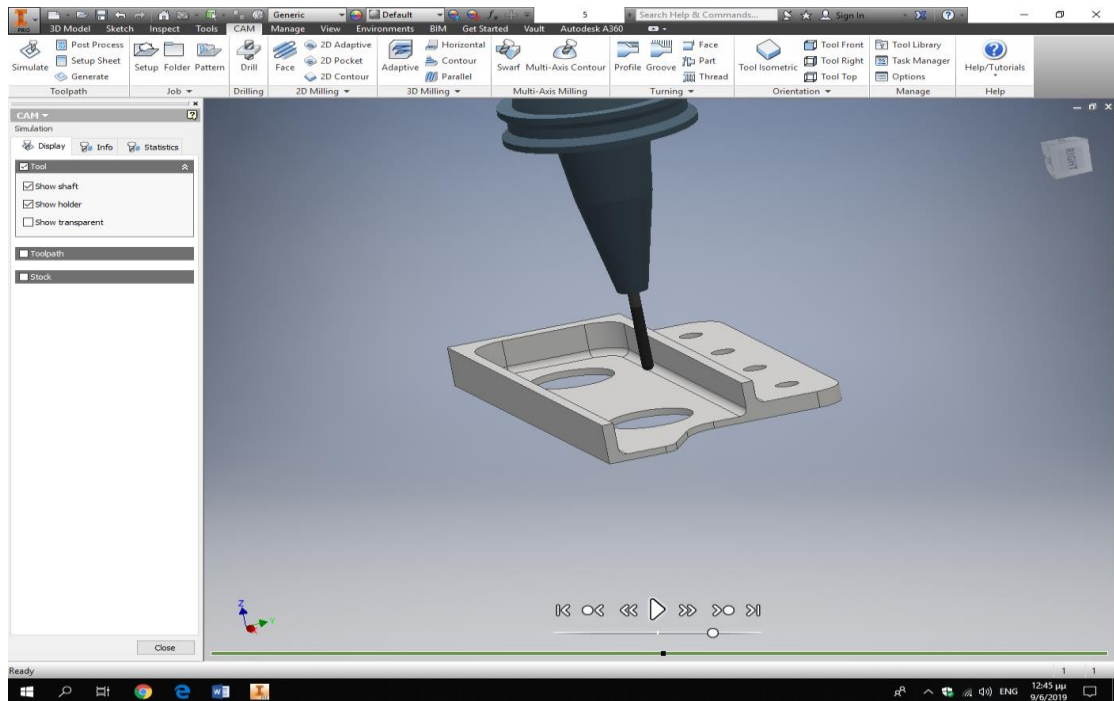 Generic Default 5 Search Help & Commands... Sign In
PRO 3D Model Sketch Inspect Tools CAM Manage View Environments BIM Get Started Vault Autodesk A360
Post Process 2D Adaptive Horizontal Face Tool Front Tool Library
Setup Sheet 2D Pocket Contour Part Tool Right Task Manager
Simulate Setup Folder Pattern Drill Face Adaptive Swarf Multi-Axis Contour Profile Groove Tool Isometric Help/Tutorials
Generate 2D Contour Parallel Thread Tool Top Options
Toolpath Job Drilling 2D Milling 3D Milling Multi-Axis Milling Turning Orientation Manage Help
CAM
Simulation
Display Info Statistics
Tool
Show shaft
Show holder
Show transparent
Toolpath
Stock
RIGHT
Z
Y
Close
Ready 1 1
ENG 12:45 μμ
9/6/2019